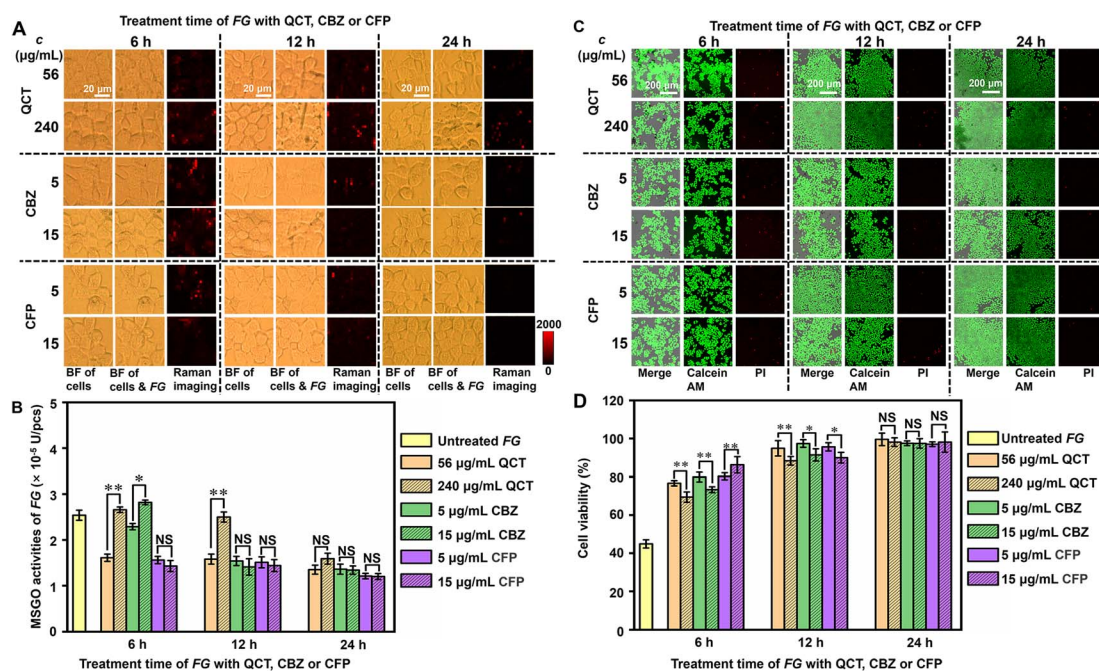 A
Treatment time of FG with QCT, CBZ or CFP
c
(µg/mL)
6 h
12 h
24 h
QCT
56
20 µm
20 µm
20 µm
240
CBZ
5
15
CFP
5
15
2000
0
BF of cells
BF of cells & FG
Raman imaging
BF of cells
BF of cells & FG
Raman imaging
BF of cells
BF of cells & FG
Raman imaging
C
Treatment time of FG with QCT, CBZ or CFP
c
(µg/mL)
6 h
12 h
24 h
QCT
56
200 µm
200 µm
200 µm
240
CBZ
5
15
CFP
5
15
Merge
Calcein AM
PI
Merge
Calcein AM
PI
Merge
Calcein AM
PI
B
MSGO activities of FG (× 10⁻⁵ U/pcs)
5
4
3
2
1
0
**
*
NS
**
NS
NS
NS
NS
NS
6 h
12 h
24 h
Treatment time of FG with QCT, CBZ or CFP
Untreated FG
56 µg/mL QCT
240 µg/mL QCT
5 µg/mL CBZ
15 µg/mL CBZ
5 µg/mL CFP
15 µg/mL CFP
D
Cell viability (%)
120
100
80
60
40
20
0
**
**
**
**
*
*
NS
NS
NS
6 h
12 h
24 h
Treatment time of FG with QCT, CBZ or CFP
Untreated FG
56 µg/mL QCT
240 µg/mL QCT
5 µg/mL CBZ
15 µg/mL CBZ
5 µg/mL CFP
15 µg/mL CFP